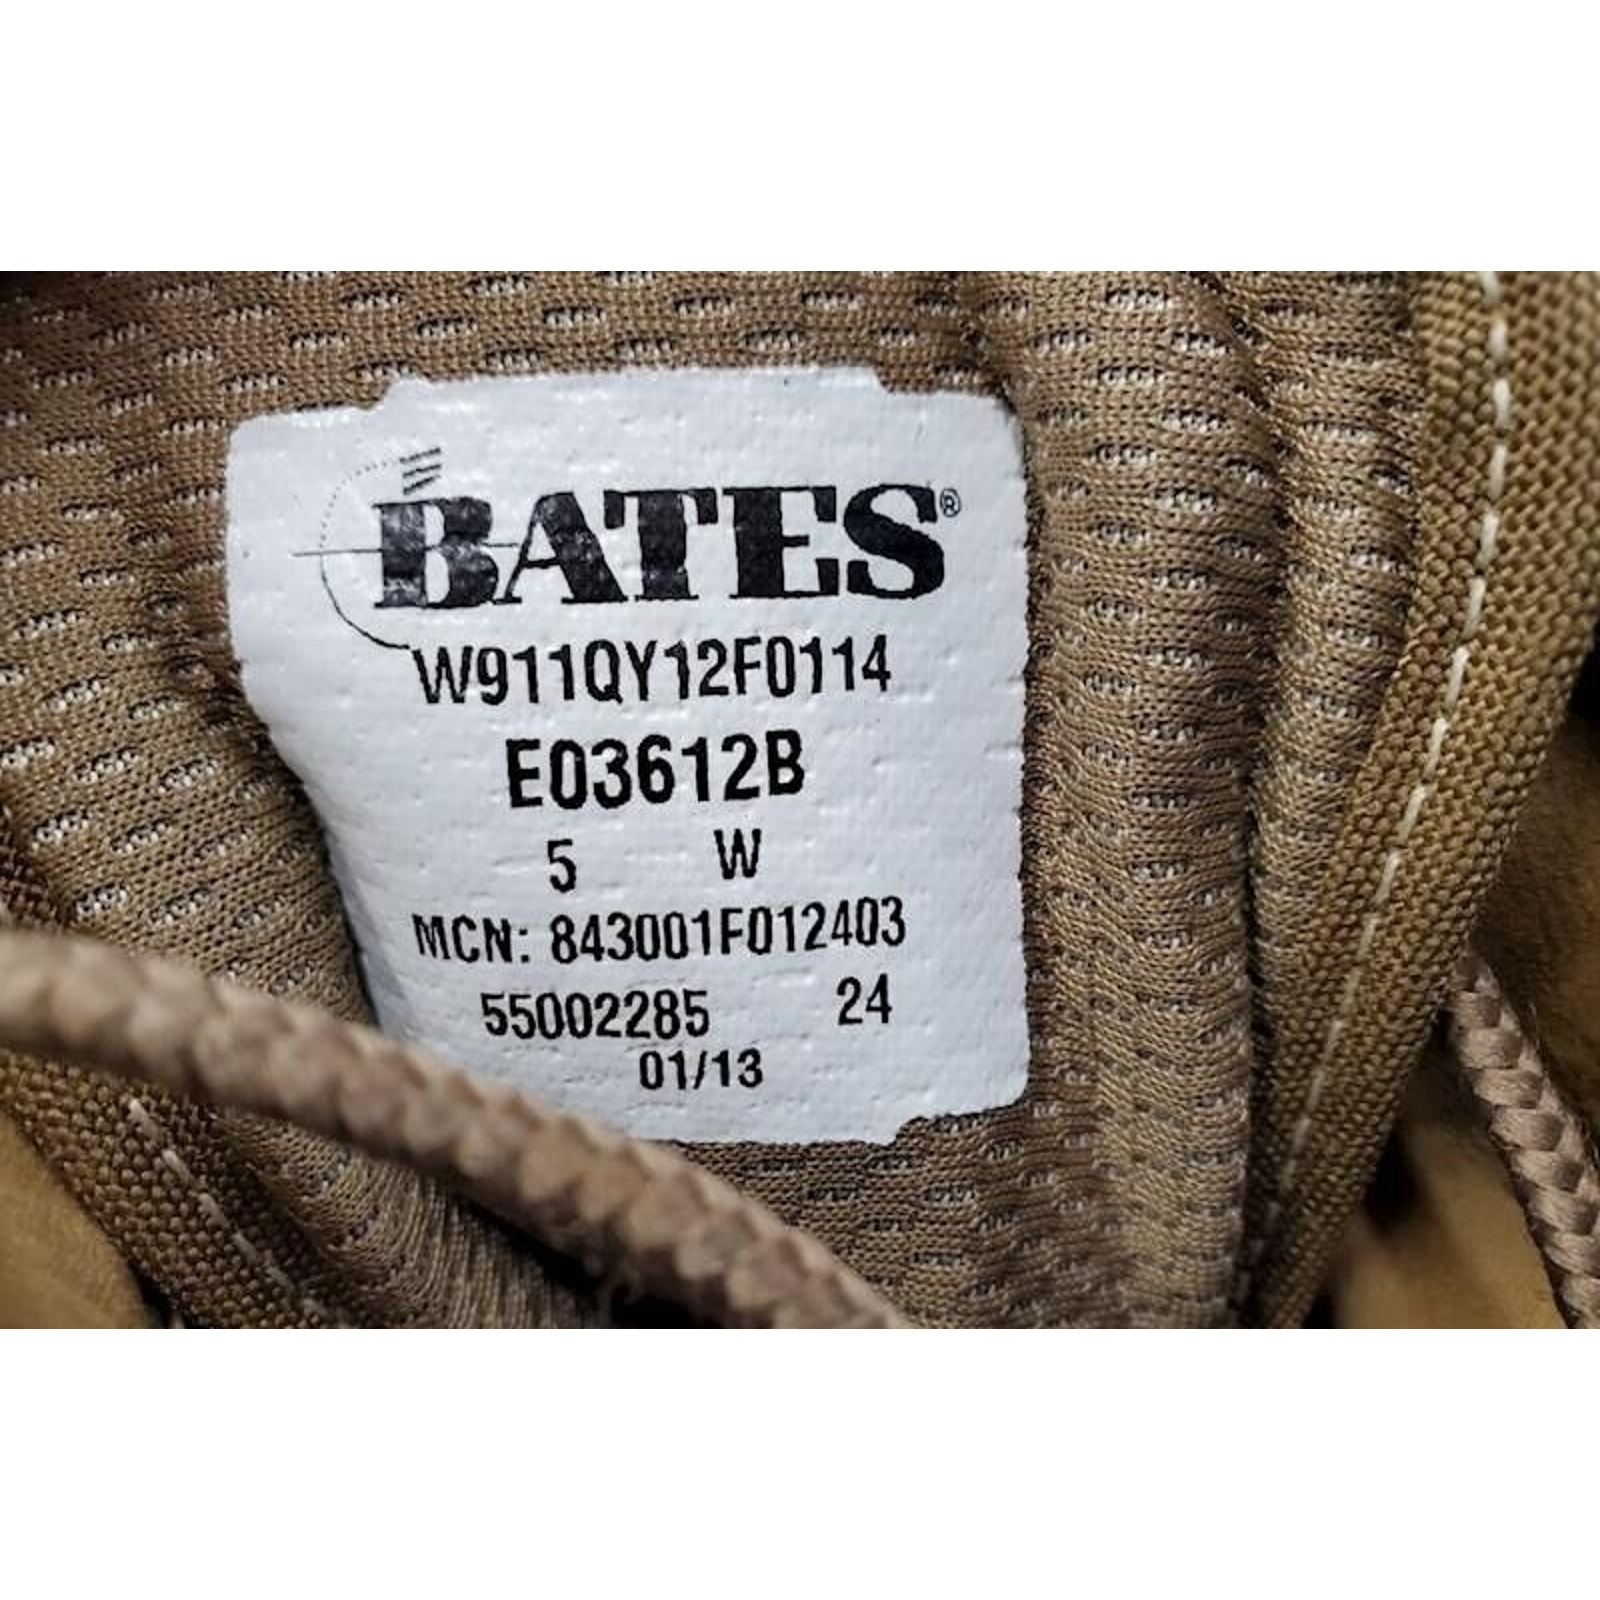 BATES®
W911QY12F0114
E03612B
5 W
MCN: 843001F012403
55002285 24
01/13